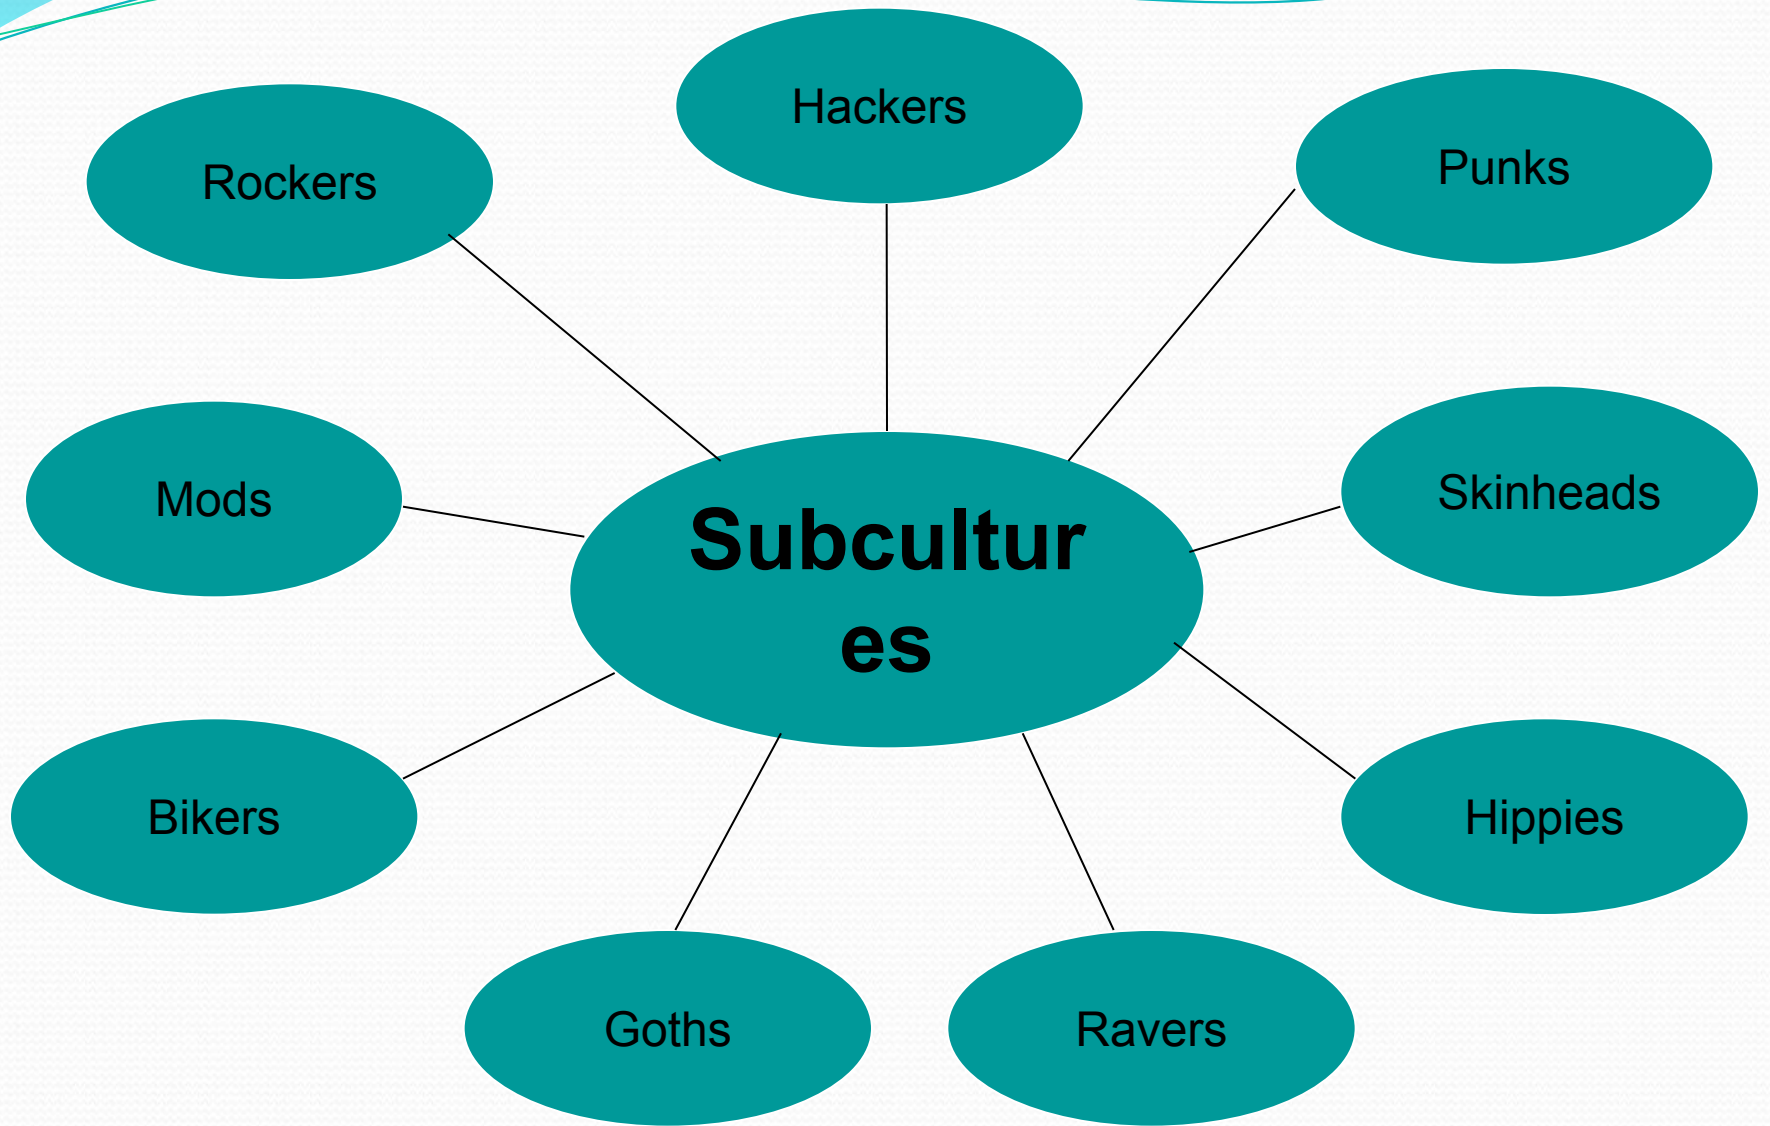 Hackers
Rockers
Punks
Mods
Skinheads
Subcultur
es
Bikers
Hippies
Goths
Ravers